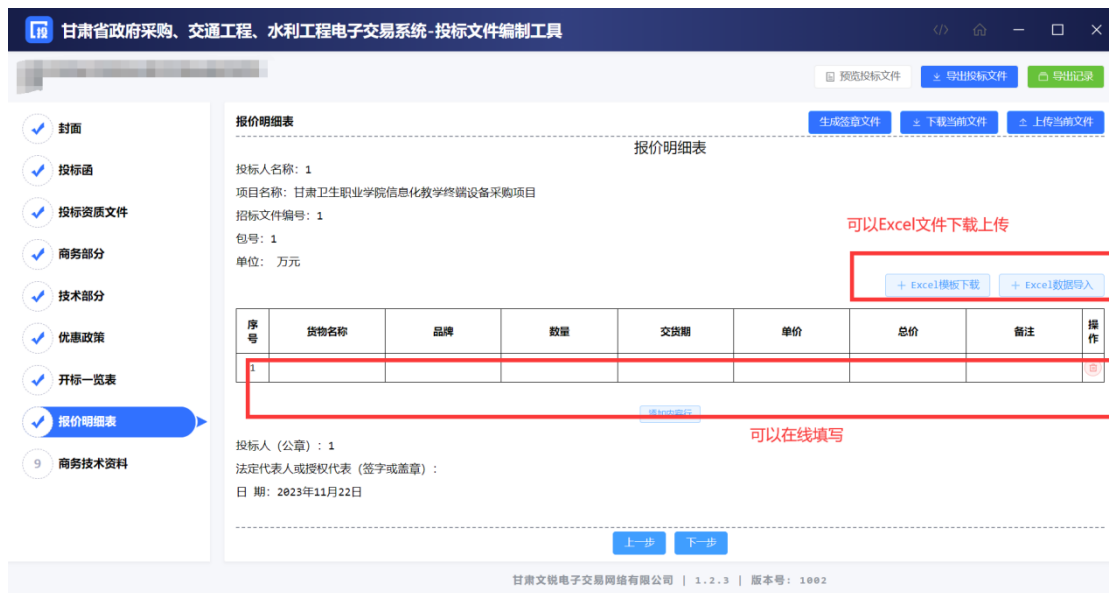 甘肃省政府采购、交通工程、水利工程电子交易系统-投标文件编制工具
预览投标文件 导出投标文件 导出记录
封面
投标函
投标资质文件
商务部分
技术部分
优惠政策
开标一览表
报价明细表
9 商务技术资料
报价明细表 生成签章文件 下载当前文件 上传当前文件
报价明细表
投标人名称: 1
项目名称: 甘肃卫生职业学院信息化教学终端设备采购项目
招标文件编号: 1
包号: 1
单位: 万元
可以Excel文件下载上传
+ Excel模板下载 + Excel数据导入
序号 货物名称 品牌 数量 交货期 单价 总价 备注 操作
1
添加内容行
可以在线填写
投标人（公章）: 1
法定代表人或授权代表（签字或盖章）:
日 期: 2023年11月22日
上一步 下一步
甘肃文锐电子交易网络有限公司 | 1.2.3 | 版本号: 1002